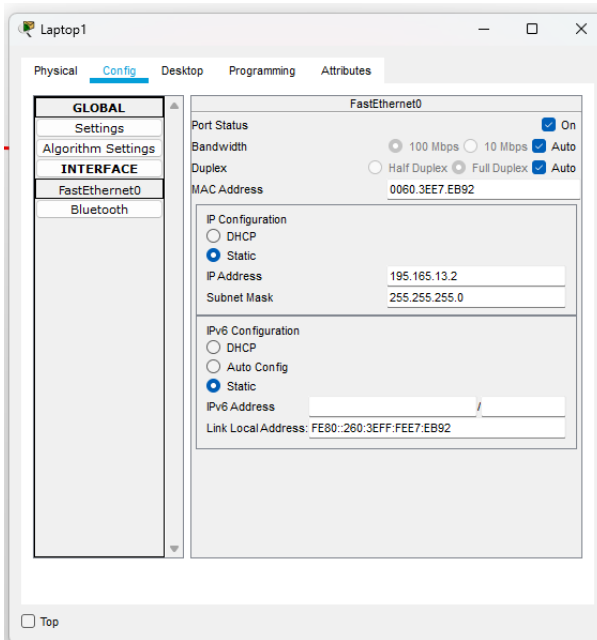 Laptop1
Physical Config Desktop Programming Attributes
GLOBAL
Settings
Algorithm Settings
INTERFACE
FastEthernet0
Bluetooth
FastEthernet0
Port Status On
Bandwidth 100 Mbps 10 Mbps Auto
Duplex Half Duplex Full Duplex Auto
MAC Address 0060.3EE7.EB92
IP Configuration
DHCP
Static
IP Address 195.165.13.2
Subnet Mask 255.255.255.0
IPv6 Configuration
DHCP
Auto Config
Static
IPv6 Address /
Link Local Address: FE80::260:3EFF:FEE7:EB92
Top